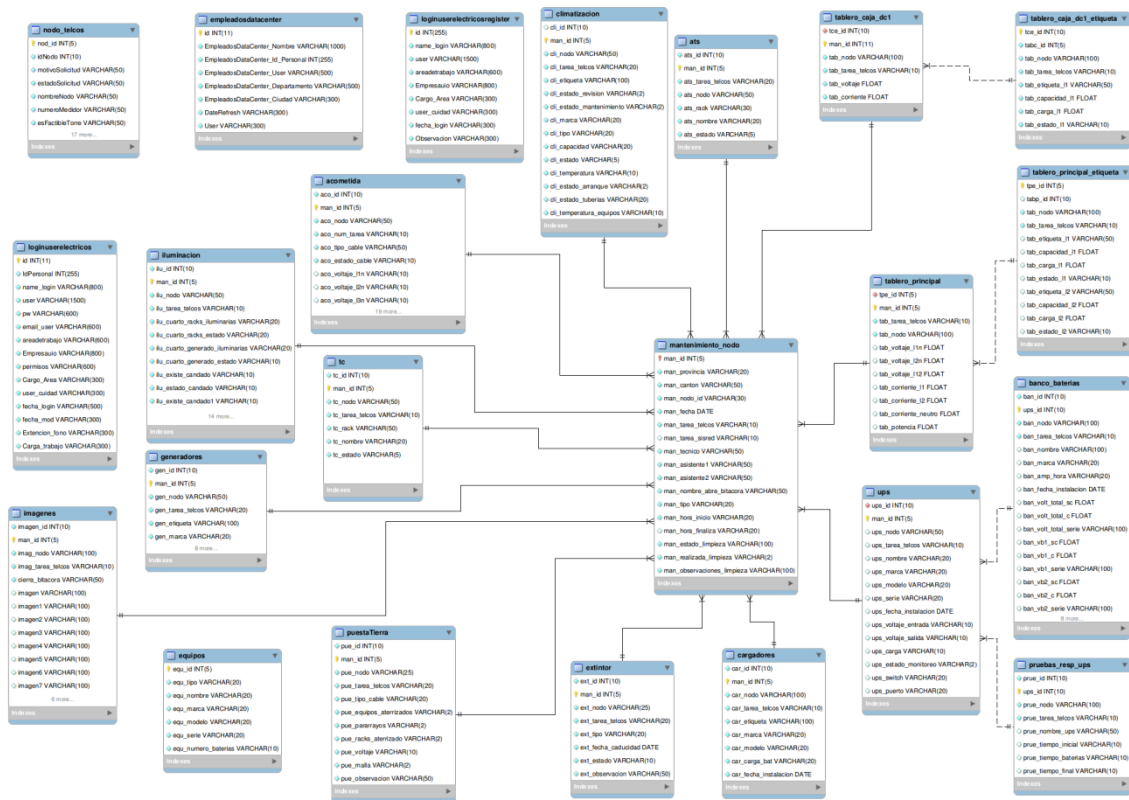 nodo_telcos
nod_id INT(5)
idNodo INT(10)
motivoSolicitud VARCHAR(50)
estadoSolicitud VARCHAR(50)
nombreNodo VARCHAR(50)
numeroMedidor VARCHAR(50)
esFactibleTone VARCHAR(50)
17 more...
Indexes
empleadosdatacenter
id INT(11)
EmpleadosDataCenter_Nombre VARCHAR(1000)
EmpleadosDataCenter_Id_Personal INT(255)
EmpleadosDataCenter_User VARCHAR(500)
EmpleadosDataCenter_Departamento VARCHAR(500)
EmpleadosDataCenter_Ciudad VARCHAR(300)
DateRefresh VARCHAR(300)
User VARCHAR(300)
Indexes
loginuserelectricosregister
id INT(255)
name_login VARCHAR(800)
user VARCHAR(1500)
areadetrabajo VARCHAR(600)
Empresauio VARCHAR(800)
Cargo_Area VARCHAR(300)
user_cuidad VARCHAR(300)
fecha_login VARCHAR(300)
Observacion VARCHAR(300)
Indexes
climatizacion
cli_id INT(10)
man_id INT(5)
cli_nodo VARCHAR(50)
cli_tarea_telcos VARCHAR(20)
cli_etiqueta VARCHAR(100)
cli_estado_revision VARCHAR(2)
cli_estado_mantenimiento VARCHAR(2)
cli_marca VARCHAR(20)
cli_tipo VARCHAR(20)
cli_capacidad VARCHAR(20)
cli_estado VARCHAR(5)
cli_temperatura VARCHAR(10)
cli_estado_arranque VARCHAR(2)
cli_estado_tuberias VARCHAR(20)
cli_temperatura_equipos VARCHAR(10)
Indexes
ats
ats_id INT(10)
man_id INT(5)
ats_tarea_telcos VARCHAR(20)
ats_nodo VARCHAR(50)
ats_rack VARCHAR(30)
ats_nombre VARCHAR(20)
ats_estado VARCHAR(5)
Indexes
tablero_caja_dc1
tce_id INT(10)
man_id INT(11)
tab_nodo VARCHAR(100)
tab_tarea_telcos VARCHAR(10)
tab_voltaje FLOAT
tab_corriente FLOAT
Indexes
tablero_caja_dc1_etiqueta
tce_id INT(10)
tabc_id INT(5)
tab_nodo VARCHAR(100)
tab_tarea_telcos VARCHAR(10)
tab_etiqueta_l1 VARCHAR(50)
tab_capacidad_l1 FLOAT
tab_carga_l1 FLOAT
tab_estado_l1 VARCHAR(10)
Indexes
acometida
aco_id INT(10)
man_id INT(5)
aco_nodo VARCHAR(50)
aco_num_tarea VARCHAR(10)
aco_tipo_cable VARCHAR(50)
aco_estado_cable VARCHAR(10)
aco_voltaje_l1n VARCHAR(10)
aco_voltaje_l2n VARCHAR(10)
aco_voltaje_l3n VARCHAR(10)
19 more...
Indexes
tablero_principal_etiqueta
tpe_id INT(5)
tabp_id INT(10)
tab_nodo VARCHAR(100)
tab_tarea_telcos VARCHAR(10)
tab_etiqueta_l1 VARCHAR(50)
tab_capacidad_l1 FLOAT
tab_carga_l1 FLOAT
tab_estado_l1 VARCHAR(10)
tab_etiqueta_l2 VARCHAR(50)
tab_capacidad_l2 FLOAT
tab_carga_l2 FLOAT
tab_estado_l2 VARCHAR(10)
Indexes
loginuserelectricos
id INT(11)
IdPersonal INT(255)
name_login VARCHAR(800)
user VARCHAR(1500)
pw VARCHAR(600)
email_user VARCHAR(600)
areadetrabajo VARCHAR(600)
Empresauio VARCHAR(800)
permisos VARCHAR(600)
Cargo_Area VARCHAR(300)
user_cuidad VARCHAR(300)
fecha_login VARCHAR(500)
fecha_mod VARCHAR(300)
Extencion_fono VARCHAR(300)
Carga_trabajo VARCHAR(300)
Indexes
iluminacion
ilu_id INT(10)
man_id INT(5)
ilu_nodo VARCHAR(50)
ilu_tarea_telcos VARCHAR(10)
ilu_cuarto_racks_iluminarias VARCHAR(20)
ilu_cuarto_racks_estado VARCHAR(20)
ilu_cuarto_generado_iluminarias VARCHAR(20)
ilu_cuarto_generado_estado VARCHAR(10)
ilu_existe_candado VARCHAR(10)
ilu_estado_candado VARCHAR(10)
ilu_existe_candado1 VARCHAR(10)
14 more...
Indexes
tablero_principal
tpe_id INT(5)
man_id INT(5)
tab_tarea_telcos VARCHAR(10)
tab_nodo VARCHAR(100)
tab_voltaje_l1n FLOAT
tab_voltaje_l2n FLOAT
tab_voltaje_l12 FLOAT
tab_corriente_l1 FLOAT
tab_corriente_l2 FLOAT
tab_corriente_neutro FLOAT
tab_potencia FLOAT
Indexes
mantenimiento_nodo
man_id INT(5)
man_provincia VARCHAR(20)
man_canton VARCHAR(50)
man_node_id VARCHAR(30)
man_fecha DATE
man_tarea_telcos VARCHAR(10)
man_tarea_sisred VARCHAR(10)
man_tecnico VARCHAR(50)
man_asistente1 VARCHAR(50)
man_asistente2 VARCHAR(50)
man_nombre_abre_bitacora VARCHAR(50)
man_tipo VARCHAR(20)
man_hors_inicio VARCHAR(20)
man_hors_finaliza VARCHAR(20)
man_estado_limpieza VARCHAR(100)
man_realizada_limpieza VARCHAR(2)
man_observaciones_limpieza VARCHAR(100)
Indexes
tc
tc_id INT(10)
man_id INT(5)
tc_nodo VARCHAR(50)
tc_tarea_telcos VARCHAR(10)
tc_rack VARCHAR(50)
tc_nombre VARCHAR(20)
tc_estado VARCHAR(5)
Indexes
banco_baterias
ban_id INT(10)
ups_id INT(10)
ban_nodo VARCHAR(100)
ban_tarea_telcos VARCHAR(10)
ban_nombre VARCHAR(100)
ban_marca VARCHAR(20)
ban_amp_hora VARCHAR(20)
ban_fecha_instalacion DATE
ban_volt_total_sc FLOAT
ban_volt_total_c FLOAT
ban_volt_total_serie VARCHAR(100)
ban_vb1_sc FLOAT
ban_vb1_c FLOAT
ban_vb1_serie VARCHAR(100)
ban_vb2_sc FLOAT
ban_vb2_c FLOAT
ban_vb2_serie VARCHAR(100)
8 more...
Indexes
generadores
gen_id INT(10)
man_id INT(5)
gen_nodo VARCHAR(50)
gen_tarea_telcos VARCHAR(20)
gen_etiqueta VARCHAR(100)
gen_marca VARCHAR(20)
8 more...
Indexes
ups
ups_id INT(10)
man_id INT(5)
ups_nodo VARCHAR(50)
ups_tarea_telcos VARCHAR(10)
ups_nombre VARCHAR(20)
ups_marca VARCHAR(20)
ups_modelo VARCHAR(20)
ups_serie VARCHAR(20)
ups_fecha_instalacion DATE
ups_voltaje_entrada VARCHAR(10)
ups_voltaje_salida VARCHAR(10)
ups_carga VARCHAR(10)
ups_estado_monitoreo VARCHAR(2)
ups_switch VARCHAR(20)
ups_puerto VARCHAR(20)
Indexes
imagenes
imagen_id INT(10)
man_id INT(5)
imag_nodo VARCHAR(100)
imag_tarea_telcos VARCHAR(10)
cierre_bitacora VARCHAR(50)
imagen VARCHAR(100)
imagen1 VARCHAR(100)
imagen2 VARCHAR(100)
imagen3 VARCHAR(100)
imagen4 VARCHAR(100)
imagen5 VARCHAR(100)
imagen6 VARCHAR(100)
imagen7 VARCHAR(100)
6 more...
Indexes
equipos
equ_id INT(5)
equ_tipo VARCHAR(20)
equ_nombre VARCHAR(20)
equ_marca VARCHAR(20)
equ_modelo VARCHAR(20)
equ_serie VARCHAR(20)
equ_numero_baterias VARCHAR(10)
Indexes
puestaTierra
pue_id INT(10)
man_id INT(5)
pue_nodo VARCHAR(25)
pue_tarea_telcos VARCHAR(20)
pue_tipo_cable VARCHAR(20)
pue_equipos_aterrizados VARCHAR(2)
pue_pararrayos VARCHAR(2)
pue_racks_aterrizado VARCHAR(2)
pue_voltaje VARCHAR(10)
pue_malla VARCHAR(2)
pue_observacion VARCHAR(50)
Indexes
extintor
ext_id INT(10)
man_id INT(5)
ext_nodo VARCHAR(25)
ext_tarea_telcos VARCHAR(20)
ext_tipo VARCHAR(20)
ext_fecha_caducidad DATE
ext_estado VARCHAR(10)
ext_observacion VARCHAR(50)
Indexes
cargadores
car_id INT(10)
man_id INT(5)
car_nodo VARCHAR(100)
car_tarea_telcos VARCHAR(10)
car_etiqueta VARCHAR(100)
car_marca VARCHAR(20)
car_modelo VARCHAR(20)
car_carga_bat VARCHAR(20)
car_fecha_instalacion DATE
Indexes
pruebas_resp_ups
prue_id INT(10)
ups_id INT(10)
prue_nodo VARCHAR(100)
prue_tarea_telcos VARCHAR(10)
prue_nombre_ups VARCHAR(50)
prue_tiempo_inicial VARCHAR(10)
prue_tiempo_baterias VARCHAR(10)
prue_tiempo_final VARCHAR(10)
Indexes